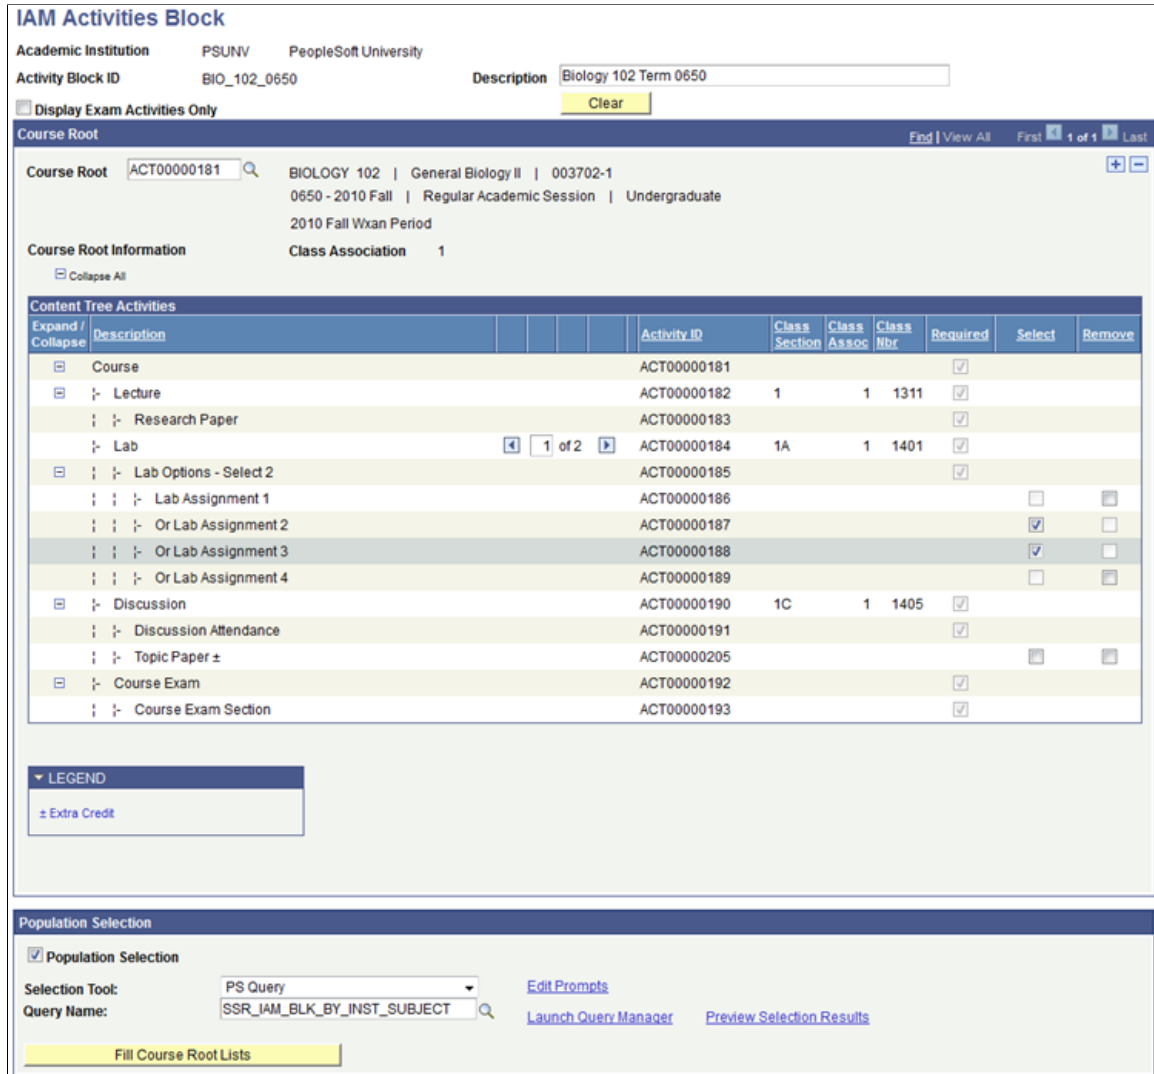 IAM Activities Block
Academic Institution PSUNV PeopleSoft University
Activity Block ID BIO_102_0650 Description Biology 102 Term 0650
Display Exam Activities Only Clear
Course Root Find | View All First 1 of 1 Last
Course Root ACT00000181 BIOLOGY 102 | General Biology II | 003702-1
0650 - 2010 Fall | Regular Academic Session | Undergraduate
2010 Fall Wxan Period
Course Root Information Class Association 1
Collapse All
Content Tree Activities
Expand / Collapse Description Activity ID Class Section Class Assoc Class Nbr Required Select Remove
Course ACT00000181
Lecture ACT00000182 1 1 1311
Research Paper ACT00000183
Lab 1 of 2 ACT00000184 1A 1 1401
Lab Options - Select 2 ACT00000185
Lab Assignment 1 ACT00000186
Or Lab Assignment 2 ACT00000187
Or Lab Assignment 3 ACT00000188
Or Lab Assignment 4 ACT00000189
Discussion ACT00000190 1C 1 1405
Discussion Attendance ACT00000191
Topic Paper ± ACT00000205
Course Exam ACT00000192
Course Exam Section ACT00000193
LEGEND
± Extra Credit
Population Selection
Population Selection
Selection Tool: PS Query Edit Prompts
Query Name: SSR_IAM_BLK_BY_INST_SUBJECT Launch Query Manager Preview Selection Results
Fill Course Root Lists